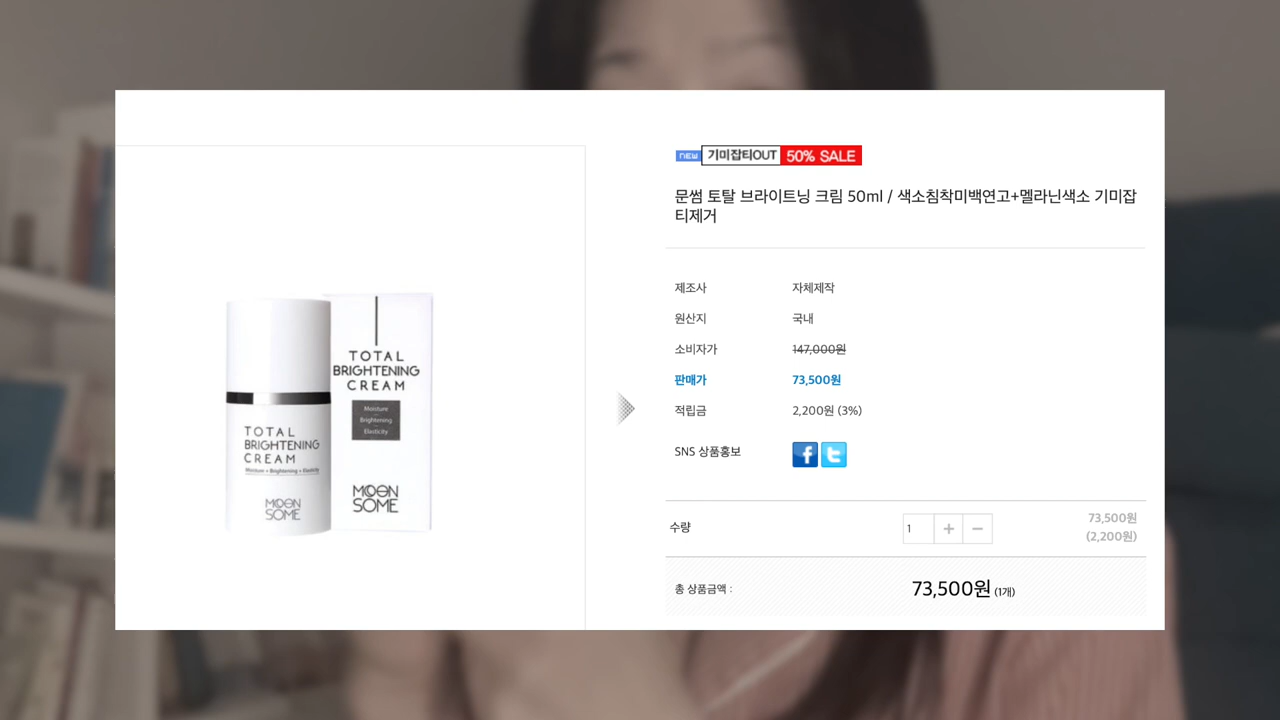 NEW 기미잡티OUT 50% SALE
문썸 토탈 브라이트닝 크림 50ml / 색소침착미백연고+멜라닌색소 기미잡
티제거
제조사 자체제작
원산지 국내
소비자가 147,000원
판매가 73,500원
적립금 2,200원 (3%)
SNS 상품홍보
수량 1 + − 73,500원
(2,200원)
총 상품금액 : 73,500원 (1개)
TOTAL
BRIGHTENING
CREAM
Moisture
Brightening
Elasticity
MOON
SOME
TOTAL
BRIGHTENING
CREAM
Moisture + Brightening + Elasticity
MOON
SOME